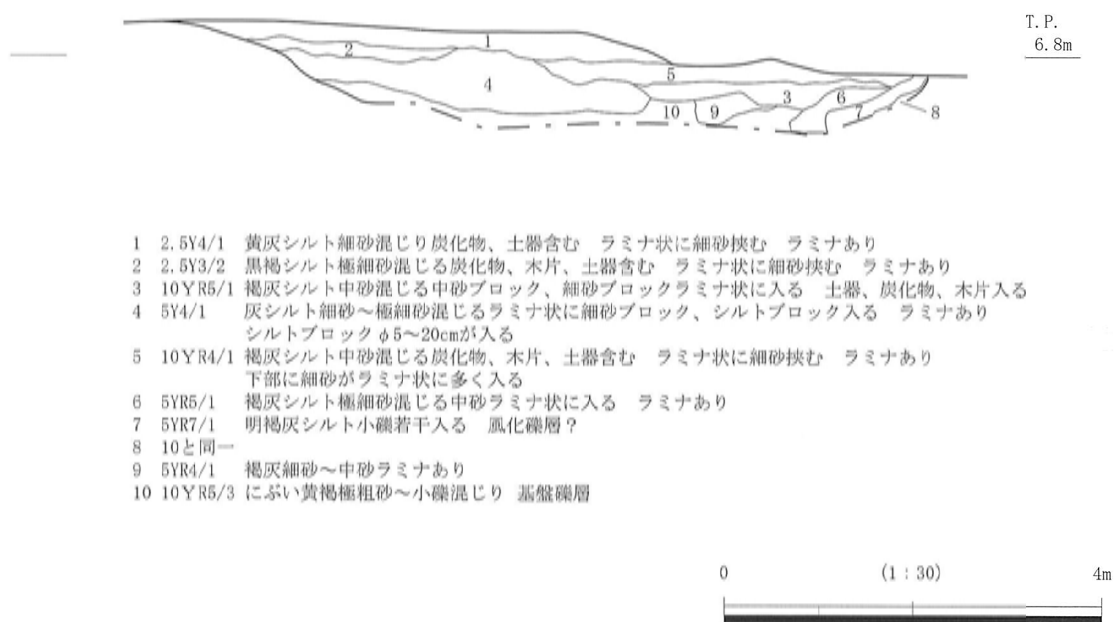 T.P.
6.8m
1
2
5
4
3
6
10
9
7
8
1 2.5Y4/1 黄灰シルト細砂混じり炭化物、土器含む ラミナ状に細砂挟む ラミナあり
2 2.5Y3/2 黒褐シルト極細砂混じる炭化物、木片、土器含む ラミナ状に細砂挟む ラミナあり
3 10YR5/1 褐灰シルト中砂混じる中砂ブロック、細砂ブロックラミナ状に入る 土器、炭化物、木片入る
4 5Y4/1 灰シルト細砂～極細砂混じるラミナ状に細砂ブロック、シルトブロック入る ラミナあり
シルトブロックφ5～20cmが入る
5 10YR4/1 褐灰シルト中砂混じる炭化物、木片、土器含む ラミナ状に細砂挟む ラミナあり
下部に細砂がラミナ状に多く入る
6 5YR5/1 褐灰シルト極細砂混じる中砂ラミナ状に入る ラミナあり
7 5YR7/1 明褐灰シルト小礫若干入る 風化礫層？
8 10と同一
9 5YR4/1 褐灰細砂～中砂ラミナあり
10 10YR5/3 にぶい黄褐極粗砂～小礫混じり 基盤礫層
0 (1：30) 4m